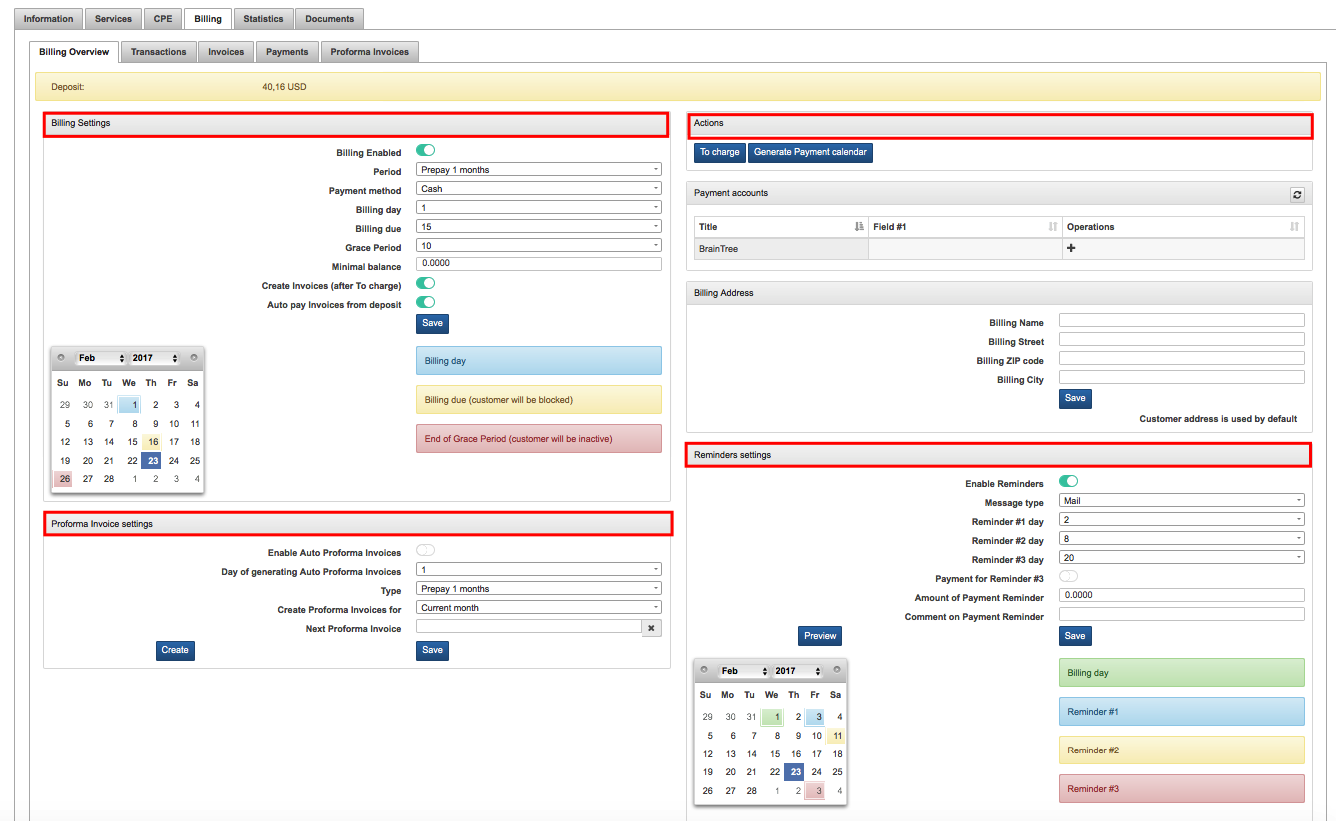 Information Services CPE Billing Statistics Documents
Billing Overview Transactions Invoices Payments Proforma Invoices
Deposit: 40,16 USD
Billing Settings
Billing Enabled
Period Prepay 1 months
Payment method Cash
Billing day 1
Billing due 15
Grace Period 10
Minimal balance 0.0000
Create Invoices (after To charge)
Auto pay Invoices from deposit
Save
Feb 2017
Su Mo Tu We Th Fr Sa
29 30 31 1 2 3 4
5 6 7 8 9 10 11
12 13 14 15 16 17 18
19 20 21 22 23 24 25
26 27 28 1 2 3 4
Billing day
Billing due (customer will be blocked)
End of Grace Period (customer will be inactive)
Proforma Invoice settings
Enable Auto Proforma Invoices
Day of generating Auto Proforma Invoices 1
Type Prepay 1 months
Create Proforma Invoices for Current month
Next Proforma Invoice
Create Save
Actions
To charge Generate Payment calendar
Payment accounts
Title Field #1 Operations
BrainTree
Billing Address
Billing Name
Billing Street
Billing ZIP code
Billing City
Save
Customer address is used by default
Reminders settings
Enable Reminders
Message type Mail
Reminder #1 day 2
Reminder #2 day 8
Reminder #3 day 20
Payment for Reminder #3
Amount of Payment Reminder 0.0000
Comment on Payment Reminder
Preview Save
Feb 2017
Su Mo Tu We Th Fr Sa
29 30 31 1 2 3 4
5 6 7 8 9 10 11
12 13 14 15 16 17 18
19 20 21 22 23 24 25
26 27 28 1 2 3 4
Billing day
Reminder #1
Reminder #2
Reminder #3